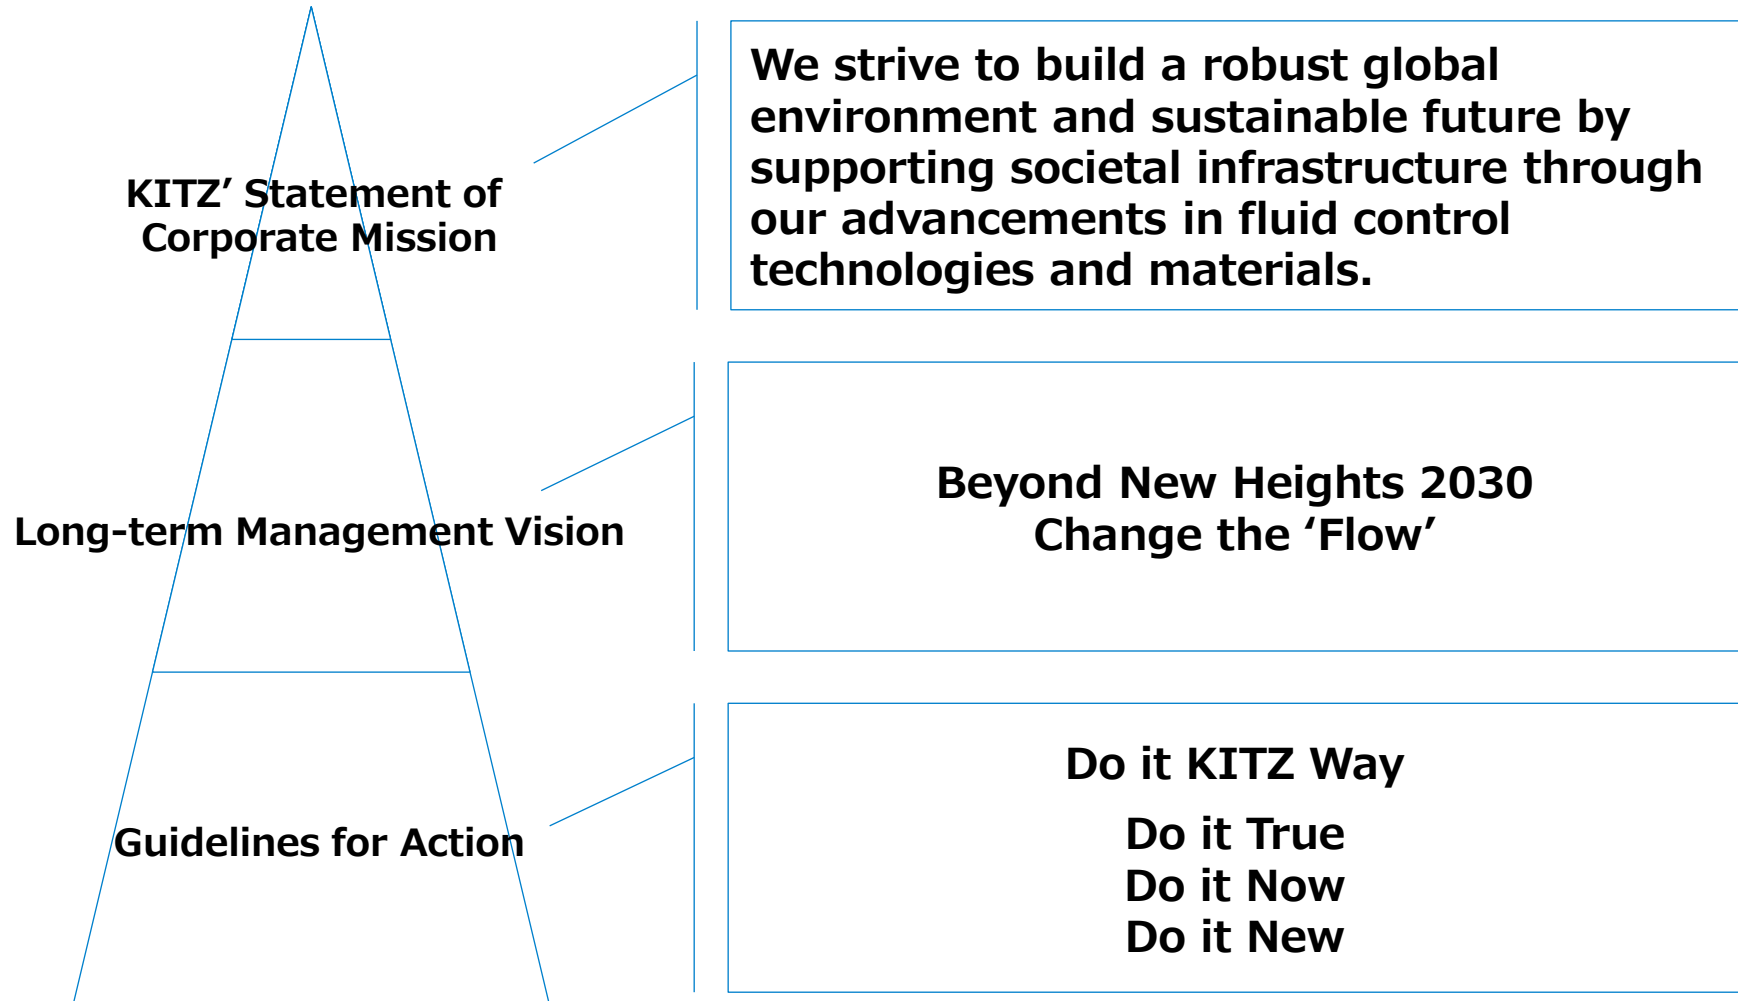 KITZ’ Statement of
Corporate Mission
We strive to build a robust global
environment and sustainable future by
supporting societal infrastructure through
our advancements in fluid control
technologies and materials.
Long-term Management Vision
Beyond New Heights 2030
Change the ‘Flow’
Guidelines for Action
Do it KITZ Way
Do it True
Do it Now
Do it New